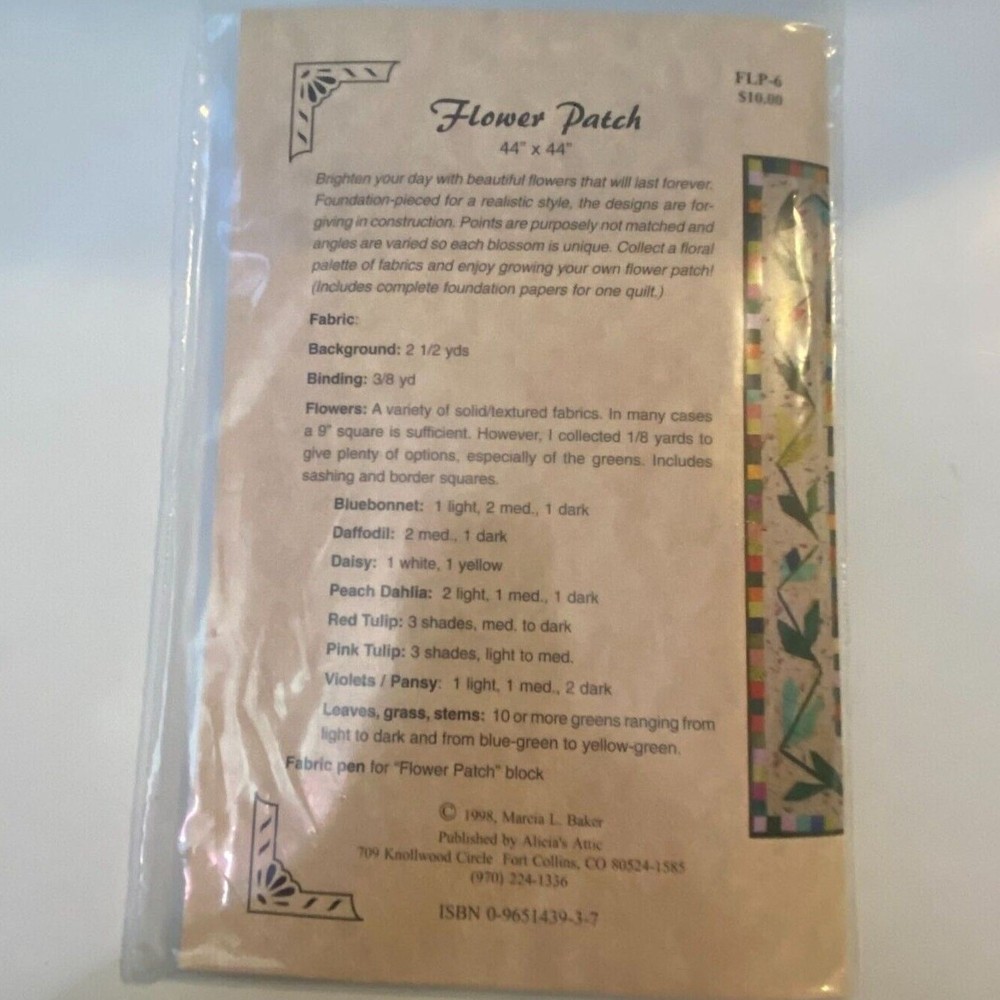 FLP-6
$10.00
Flower Patch
44" x 44"
Brighten your day with beautiful flowers that will last forever.
Foundation-pieced for a realistic style, the designs are for-
giving in construction. Points are purposely not matched and
angles are varied so each blossom is unique. Collect a floral
palette of fabrics and enjoy growing your own flower patch!
(Includes complete foundation papers for one quilt.)
Fabric:
Background: 2 1/2 yds
Binding: 3/8 yd
Flowers: A variety of solid/textured fabrics. In many cases
a 9" square is sufficient. However, I collected 1/8 yards to
give plenty of options, especially of the greens. Includes
sashing and border squares.
Bluebonnet: 1 light, 2 med., 1 dark
Daffodil: 2 med., 1 dark
Daisy: 1 white, 1 yellow
Peach Dahlia: 2 light, 1 med., 1 dark
Red Tulip: 3 shades, med. to dark
Pink Tulip: 3 shades, light to med.
Violets / Pansy: 1 light, 1 med., 2 dark
Leaves, grass, stems: 10 or more greens ranging from
light to dark and from blue-green to yellow-green.
Fabric pen for "Flower Patch" block
© 1998, Marcia L. Baker
Published by Alicia's Attic
709 Knollwood Circle Fort Collins, CO 80524-1585
(970) 224-1336
ISBN 0-9651439-3-7